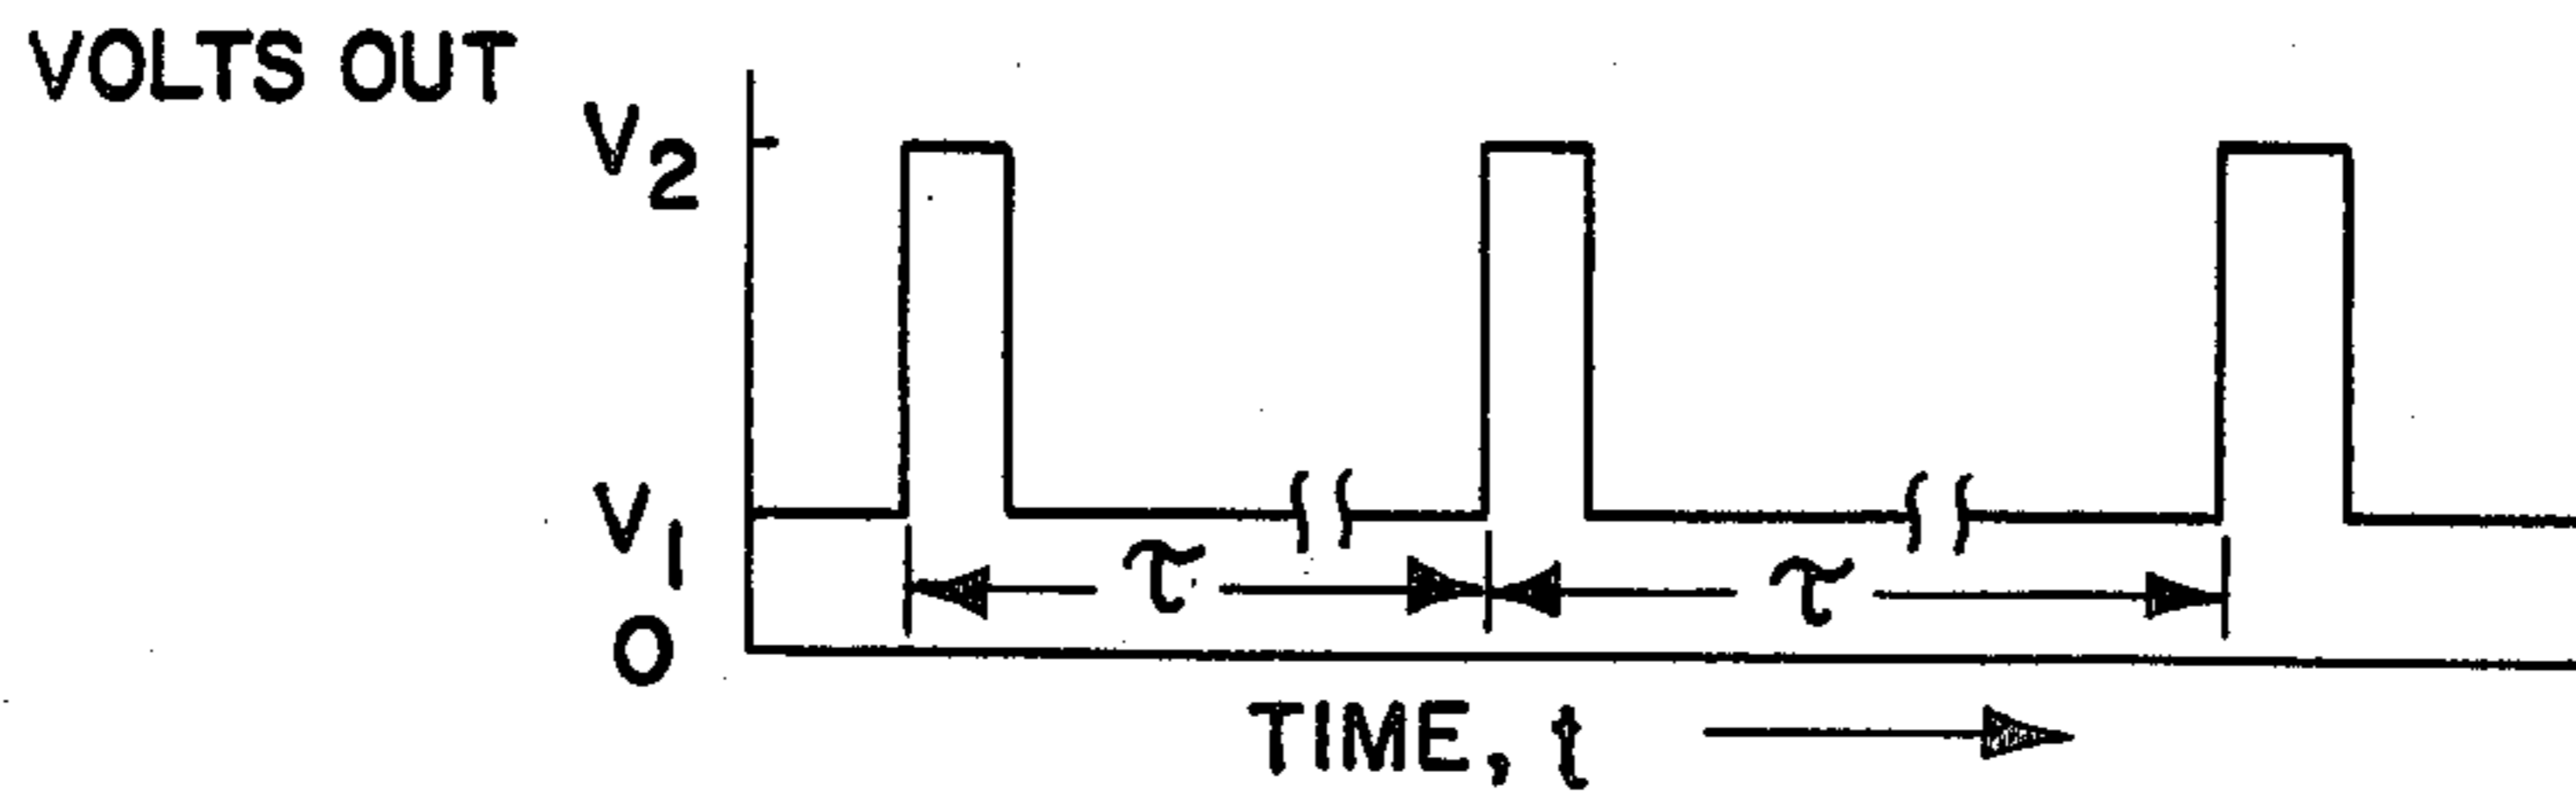 VOLTS OUT
V2
V1
τ
τ
0
TIME, t